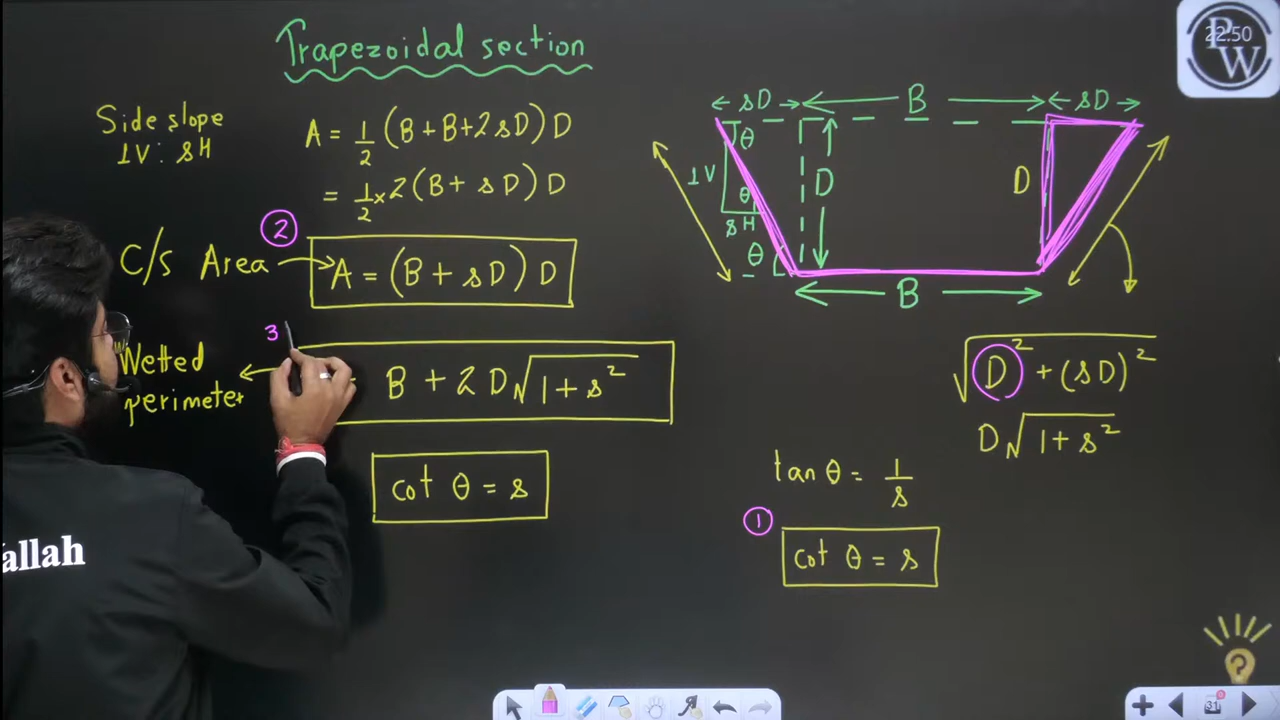 Trapezoidal section
Side slope
1V : sH
A = 1/2 (B+B+2sD) D
= 1/2 × 2 (B + sD) D
②
C/s Area → A = (B + sD) D
3
Wetted
perimeter ← = B + 2D√(1+s²)
cot θ = s
← sD → ← B → ← sD →
θ
1V
θ
sH
θ
D
D
← B →
√(D² + (sD)²)
D√(1+s²)
tan θ = 1/s
①
cot θ = s
PW
22:50
allah
31